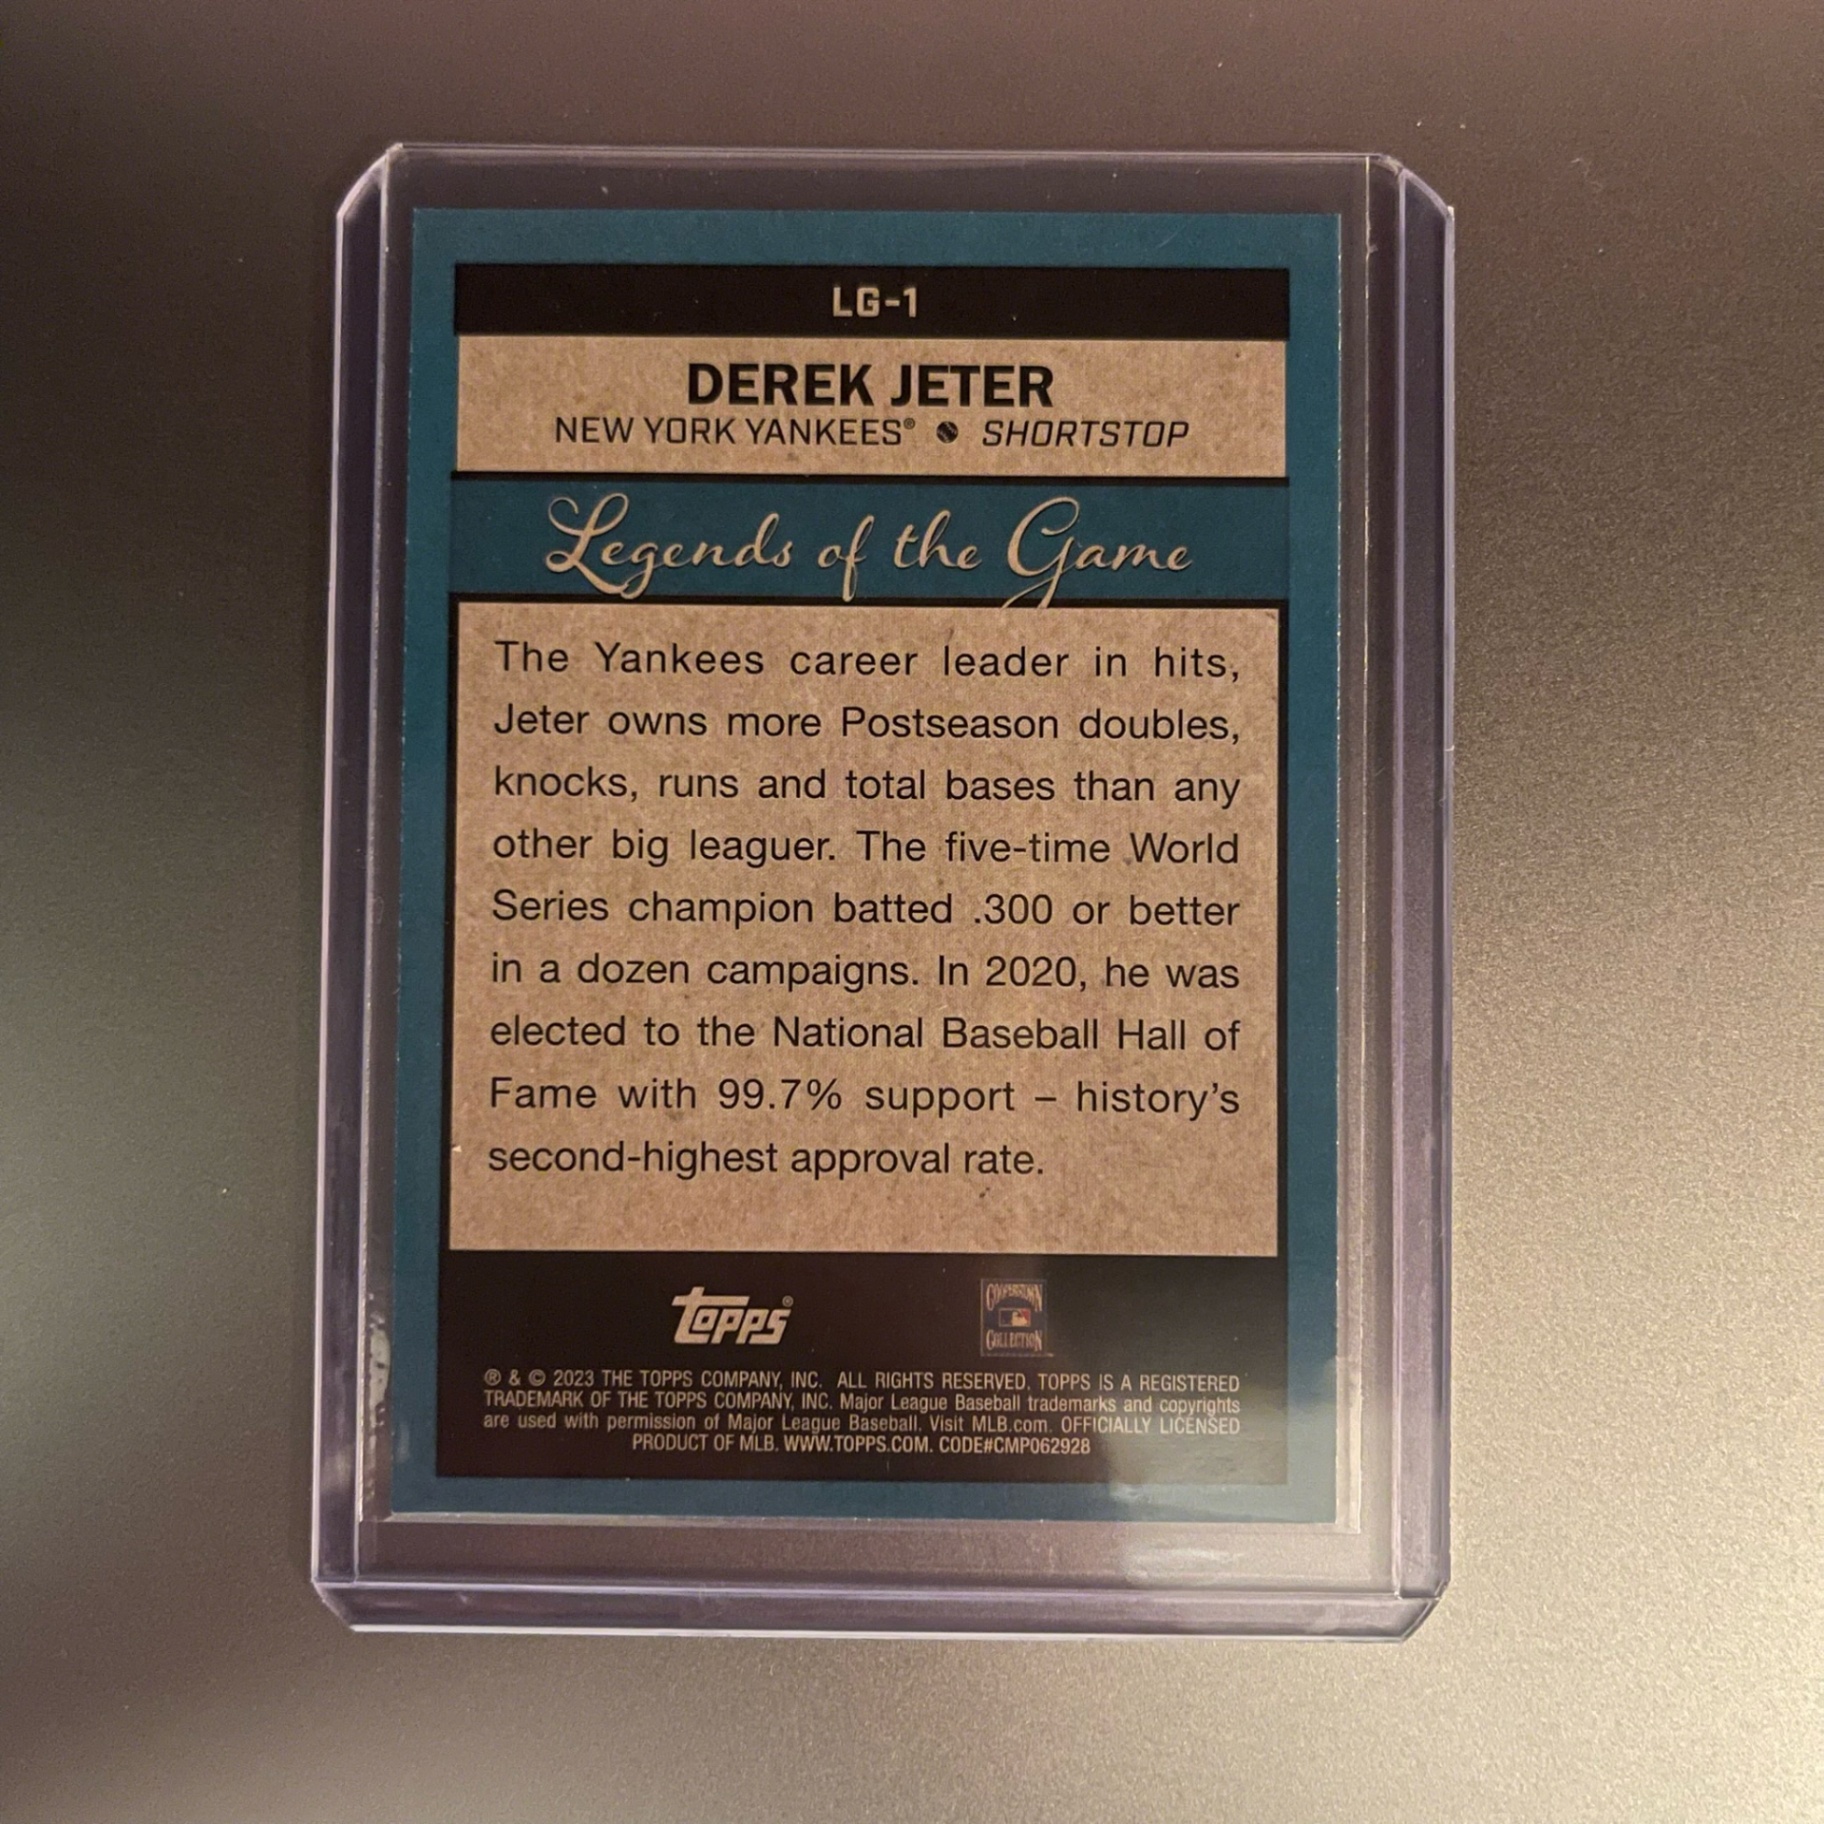 LG-1
DEREK JETER
NEW YORK YANKEES® • SHORTSTOP
Legends of the Game
The Yankees career leader in hits,
Jeter owns more Postseason doubles,
knocks, runs and total bases than any
other big leaguer. The five-time World
Series champion batted .300 or better
in a dozen campaigns. In 2020, he was
elected to the National Baseball Hall of
Fame with 99.7% support – history's
second-highest approval rate.
topps®
COOPERSTOWN
COLLECTION
® & © 2023 THE TOPPS COMPANY, INC. ALL RIGHTS RESERVED. TOPPS IS A REGISTERED
TRADEMARK OF THE TOPPS COMPANY, INC. Major League Baseball trademarks and copyrights
are used with permission of Major League Baseball. Visit MLB.com. OFFICIALLY LICENSED
PRODUCT OF MLB. WWW.TOPPS.COM. CODE#CMP062928